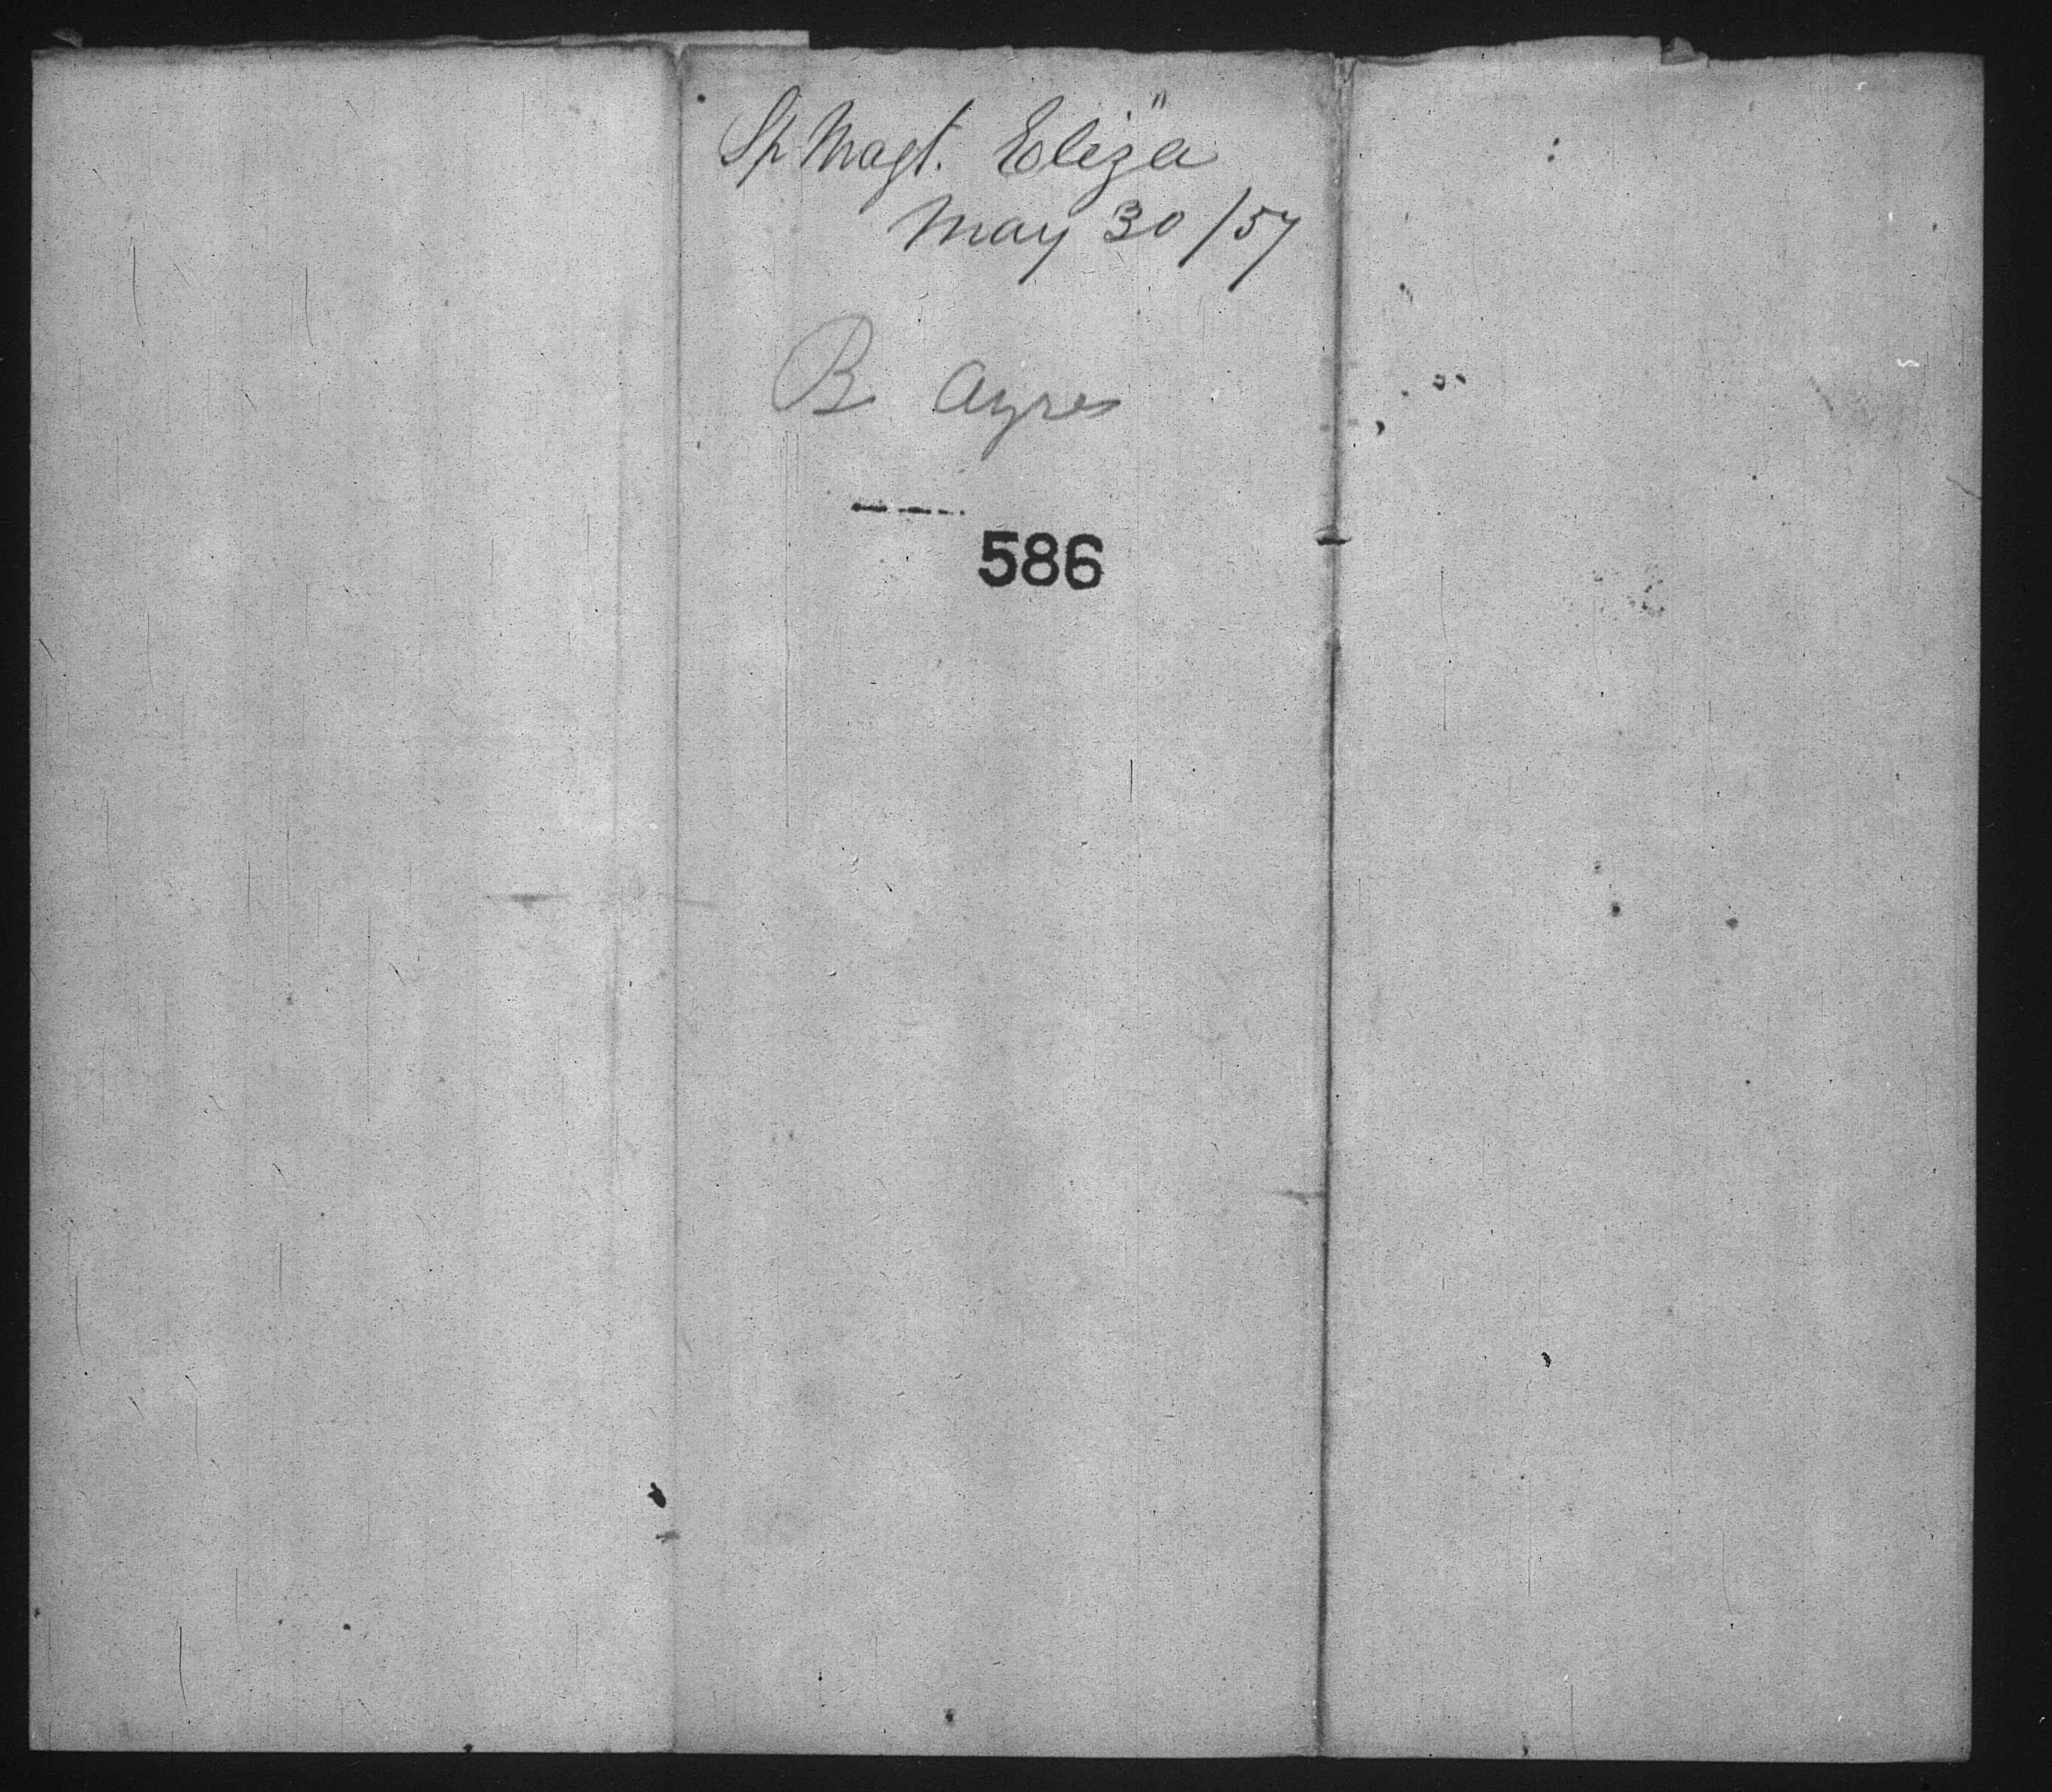 Sp Magt. "Eliza"
May 30/57
B Ayres
586